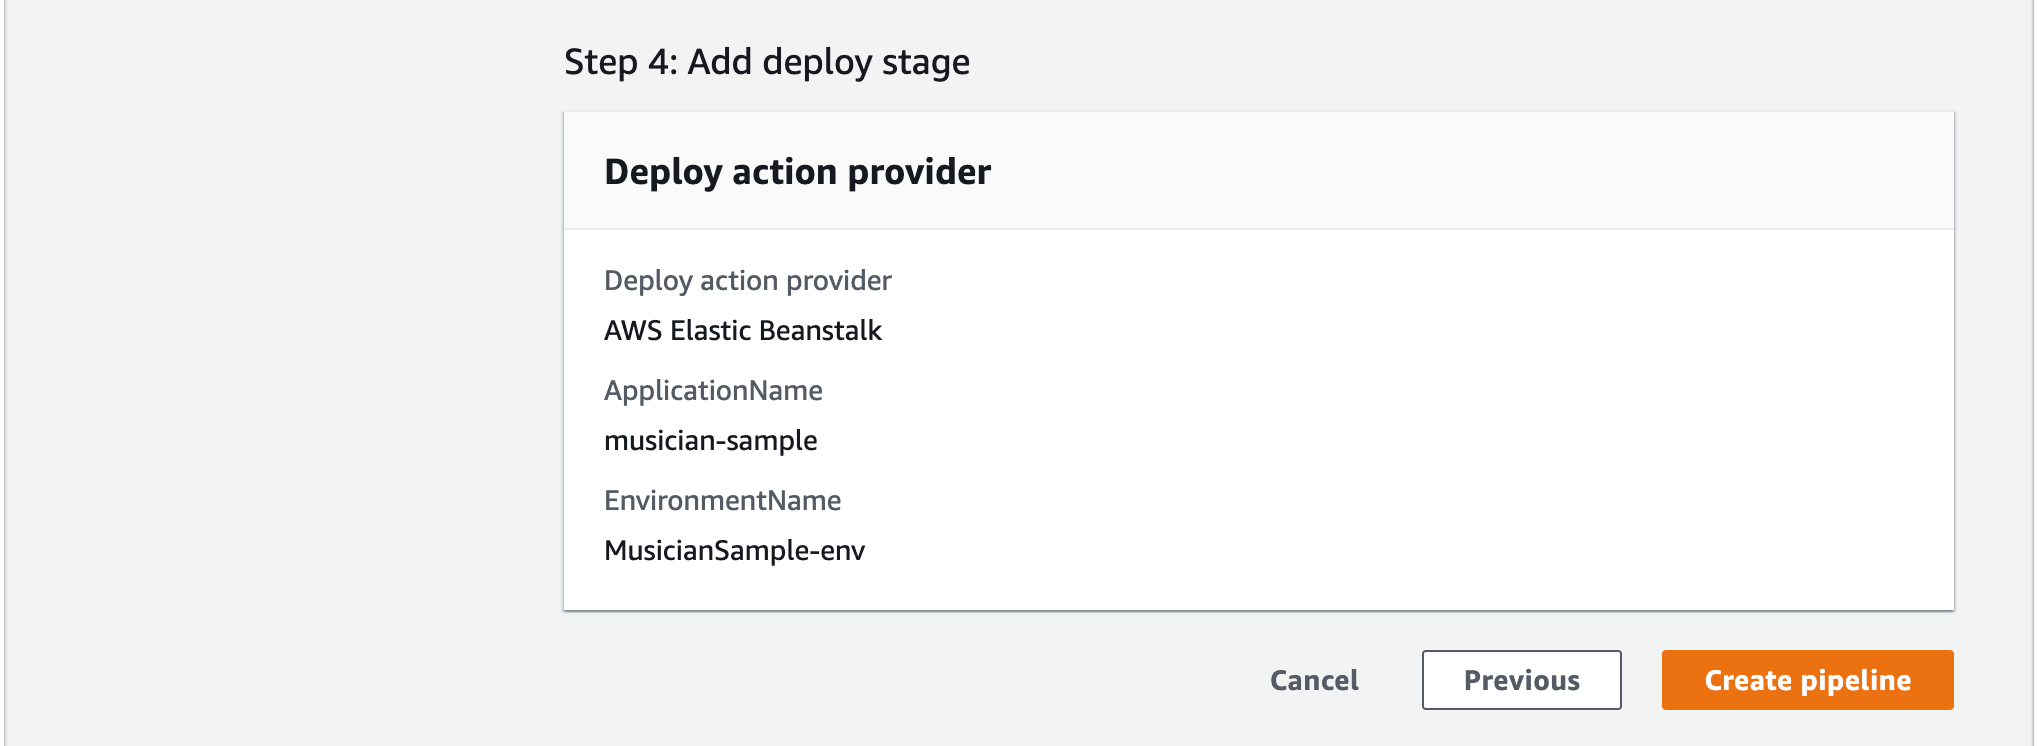 Step 4: Add deploy stage
Deploy action provider
Deploy action provider
AWS Elastic Beanstalk
ApplicationName
musician-sample
EnvironmentName
MusicianSample-env
Cancel
Previous
Create pipeline